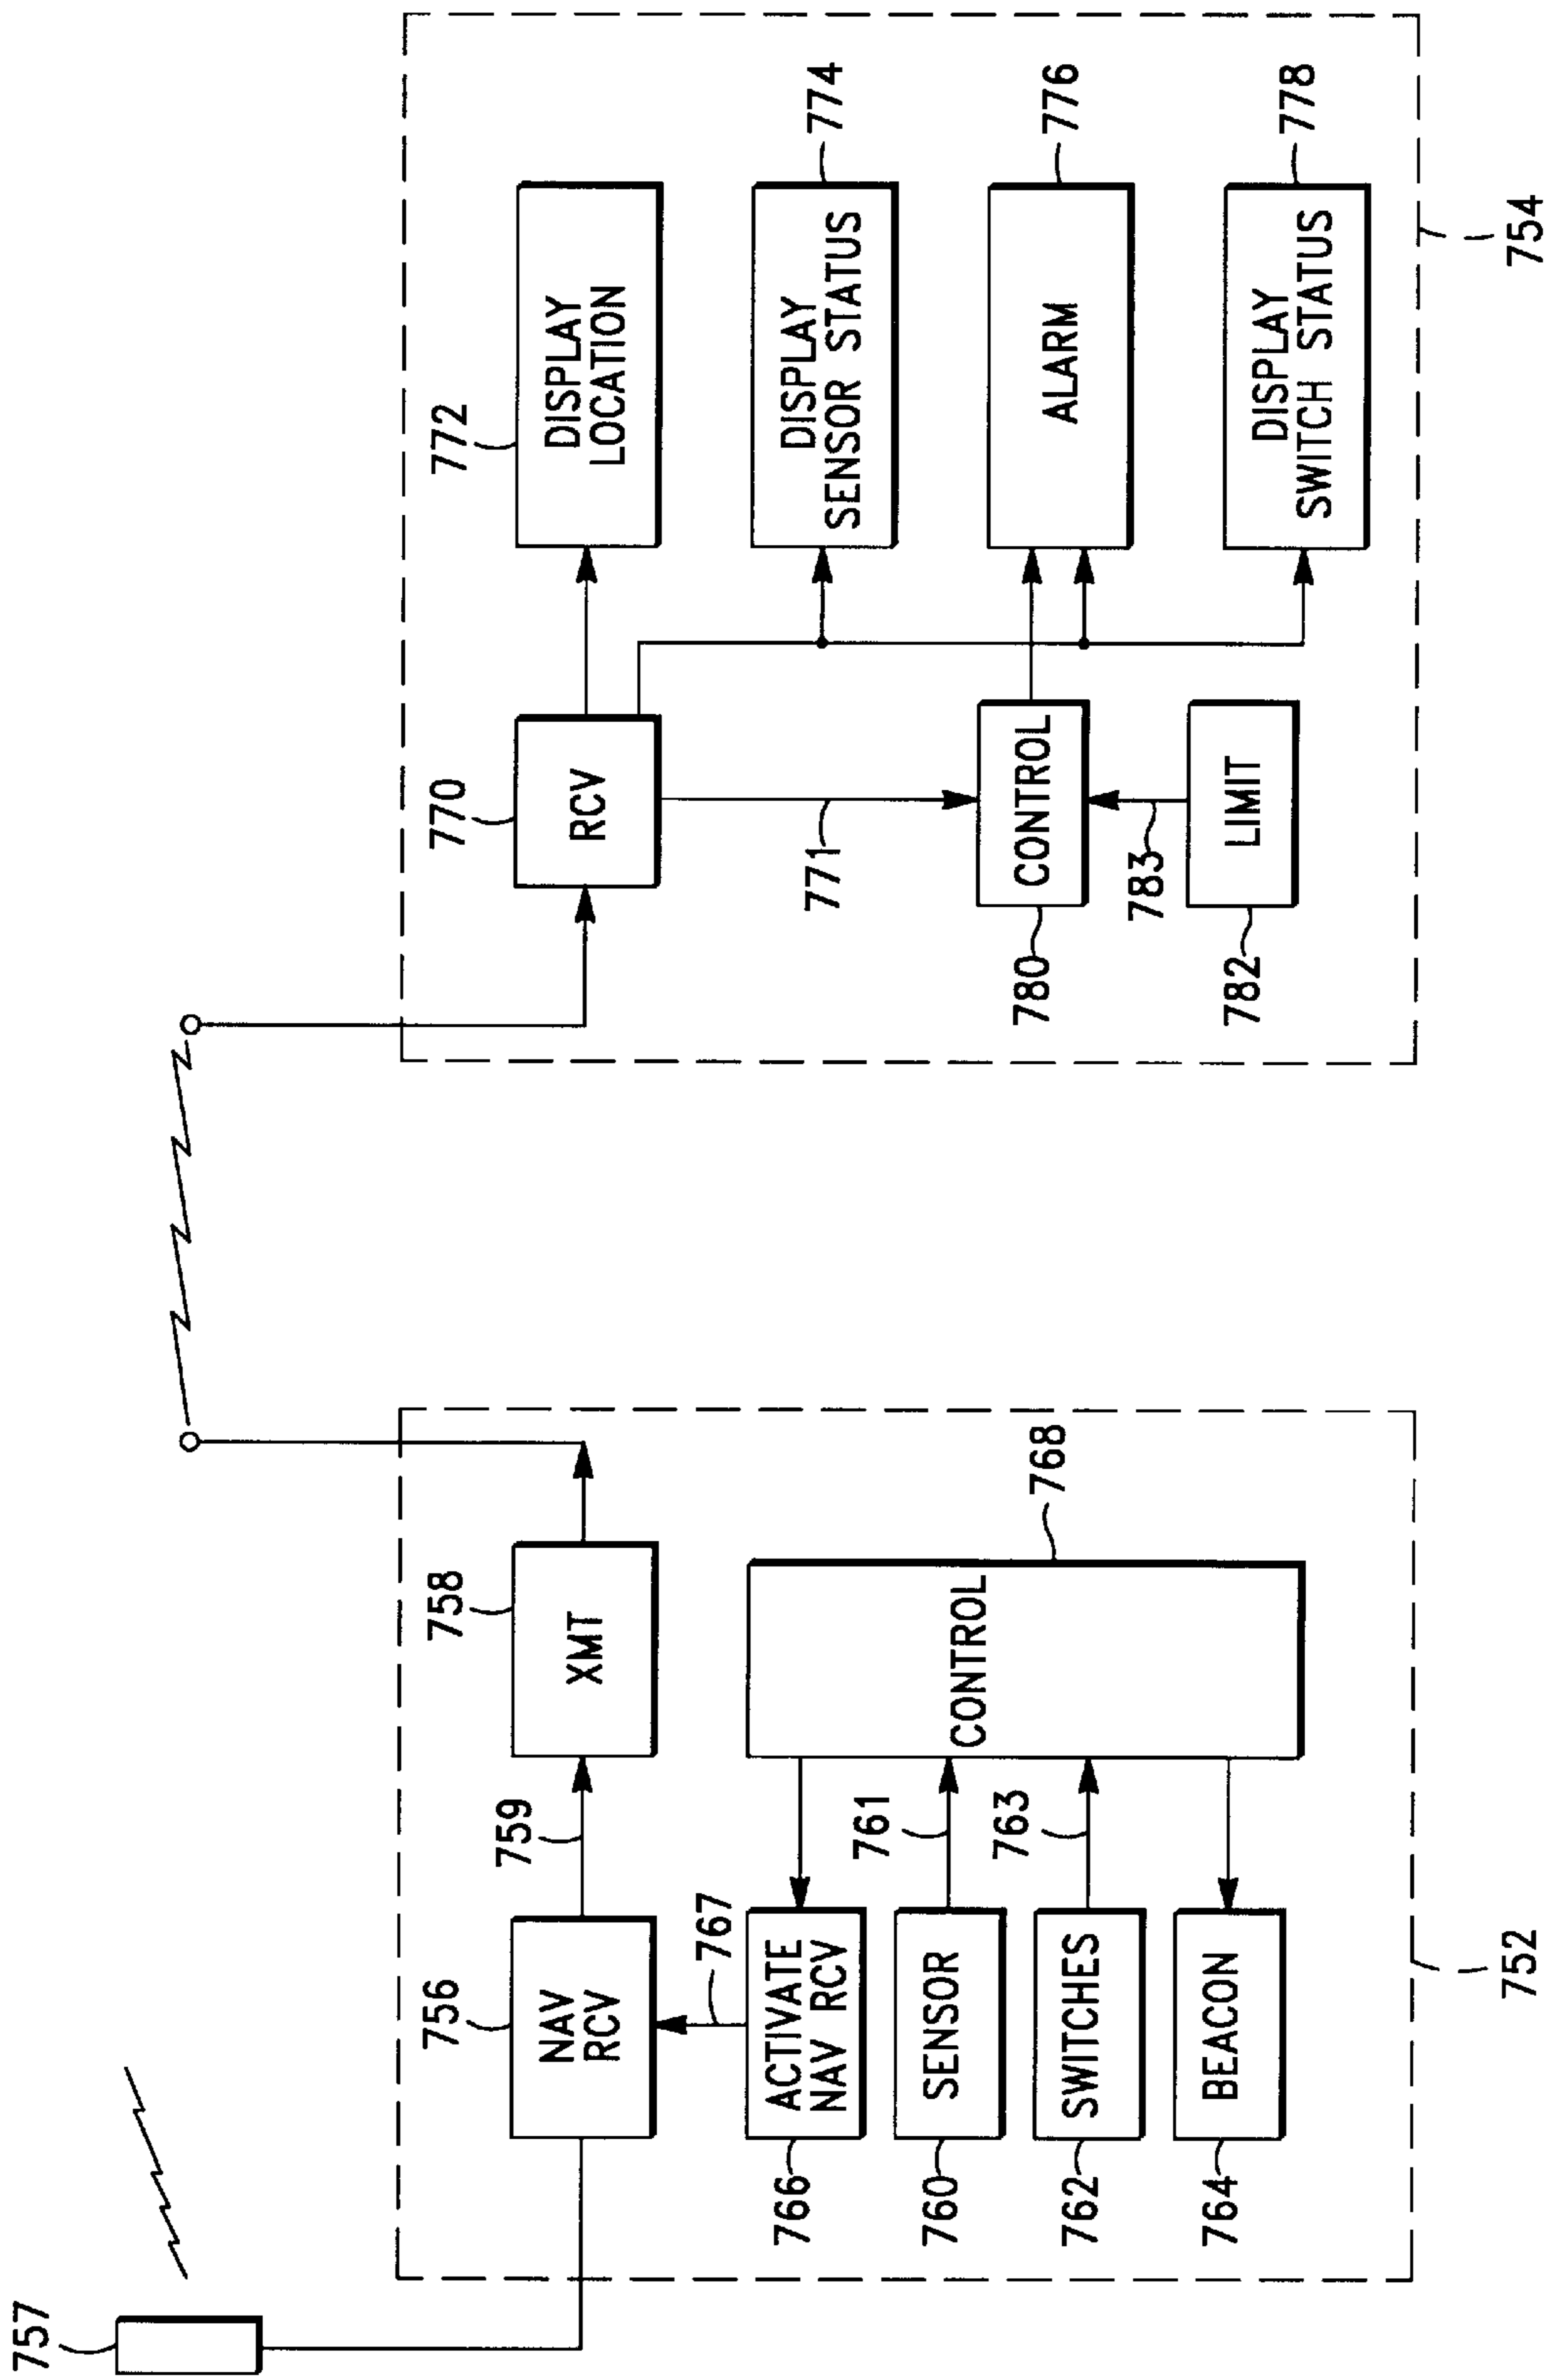 757
756
NAV
RCV
759
758
XMT
767
766
ACTIVATE
NAV RCV
761
760
SENSOR
763
762
SWITCHES
764
BEACON
CONTROL
768
752
770
RCV
772
DISPLAY
LOCATION
771
774
DISPLAY
SENSOR STATUS
780
CONTROL
776
ALARM
783
782
LIMIT
778
DISPLAY
SWITCH STATUS
754